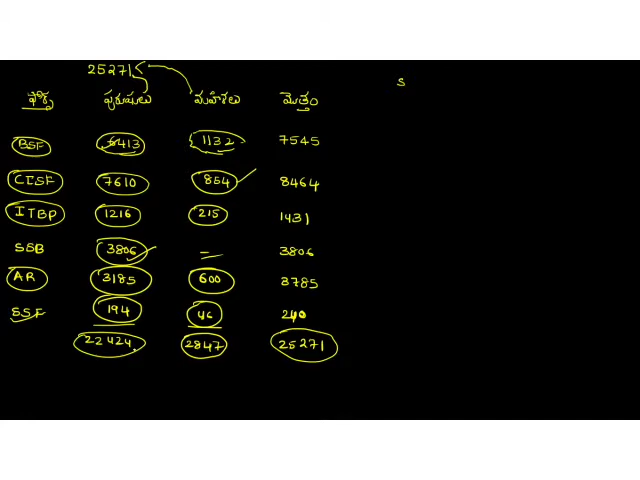 25271
S
ఫోర్స్ పురుషులు మహిళలు మొత్తం
BSF 6413 1132 7545
CISF 7610 854 8464
ITBP 1216 215 1431
SSB 3806 — 3806
AR 3185 600 3785
SSF 194 46 240
22424 2847 25271